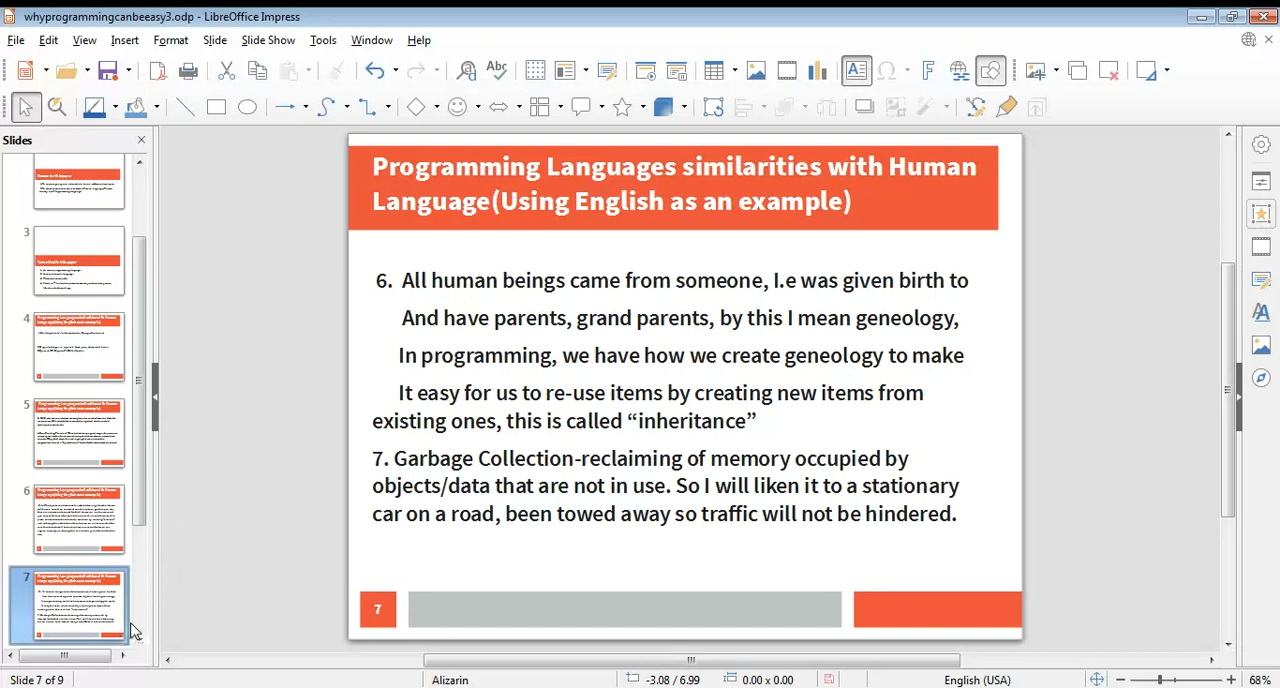 whyprogrammingcanbeeasy3.odp - LibreOffice Impress
File Edit View Insert Format Slide Slide Show Tools Window Help
Slides
3
4
5
6
7
Programming Languages similarities with Human
Language(Using English as an example)
6. All human beings came from someone, I.e was given birth to
And have parents, grand parents, by this I mean geneology,
In programming, we have how we create geneology to make
It easy for us to re-use items by creating new items from
existing ones, this is called “inheritance”
7. Garbage Collection-reclaiming of memory occupied by
objects/data that are not in use. So I will liken it to a stationary
car on a road, been towed away so traffic will not be hindered.
7
Slide 7 of 9
Alizarin
-3.08 / 6.99
0.00 x 0.00
English (USA)
68%